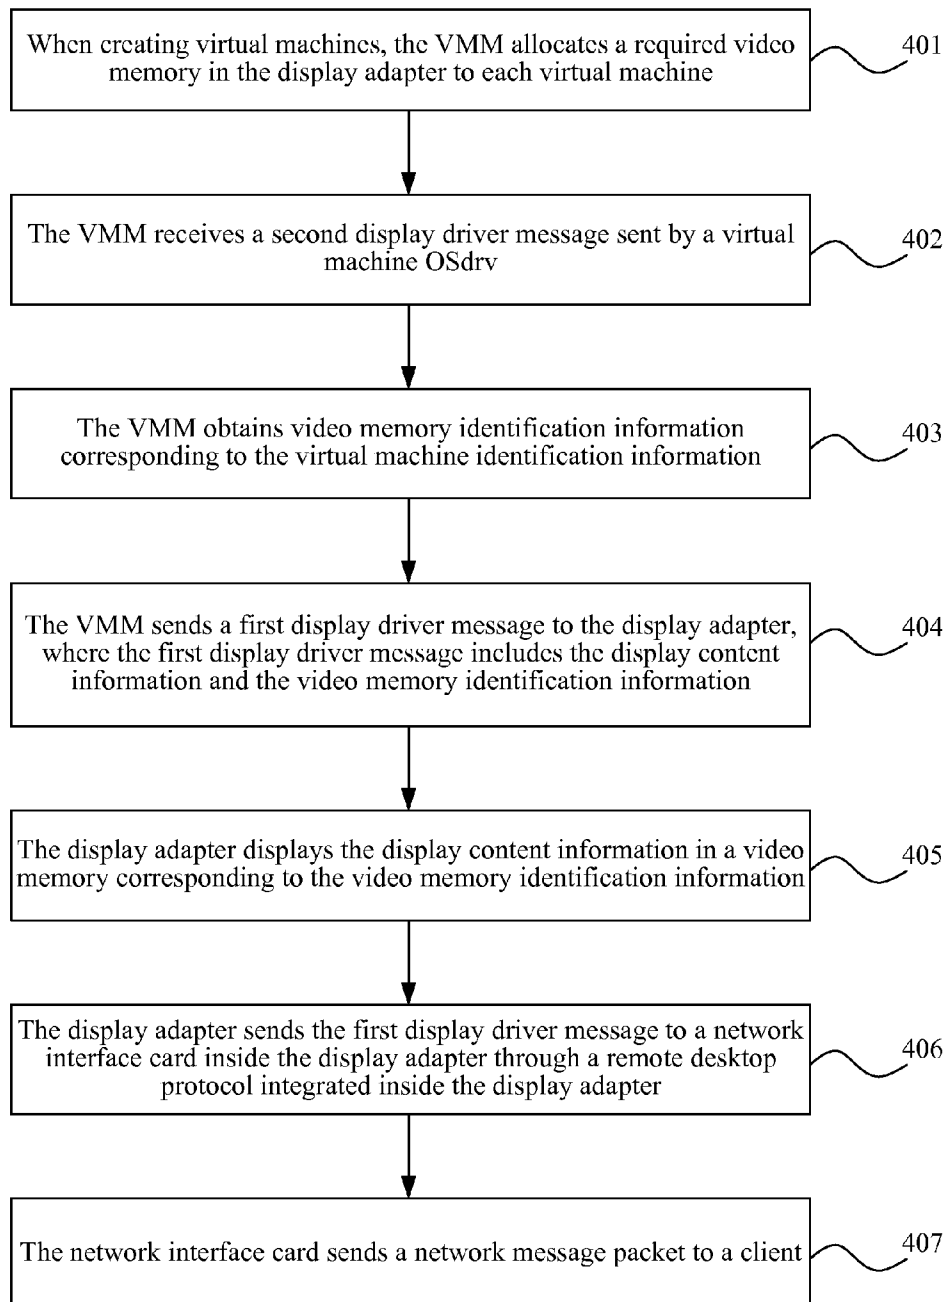 When creating virtual machines, the VMM allocates a required video
memory in the display adapter to each virtual machine
401
The VMM receives a second display driver message sent by a virtual
machine OSdrv
402
The VMM obtains video memory identification information
corresponding to the virtual machine identification information
403
The VMM sends a first display driver message to the display adapter,
where the first display driver message includes the display content
information and the video memory identification information
404
The display adapter displays the display content information in a video
memory corresponding to the video memory identification information
405
The display adapter sends the first display driver message to a network
interface card inside the display adapter through a remote desktop
protocol integrated inside the display adapter
406
The network interface card sends a network message packet to a client
407